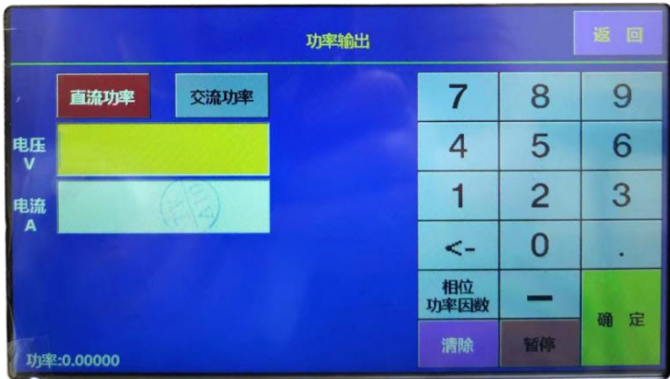 功率输出
返 回
直流功率
交流功率
电压
V
电流
A
7
8
9
4
5
6
1
2
3
<-
0
.
相位
功率因数
—
确 定
清除
暂停
功率:0.00000